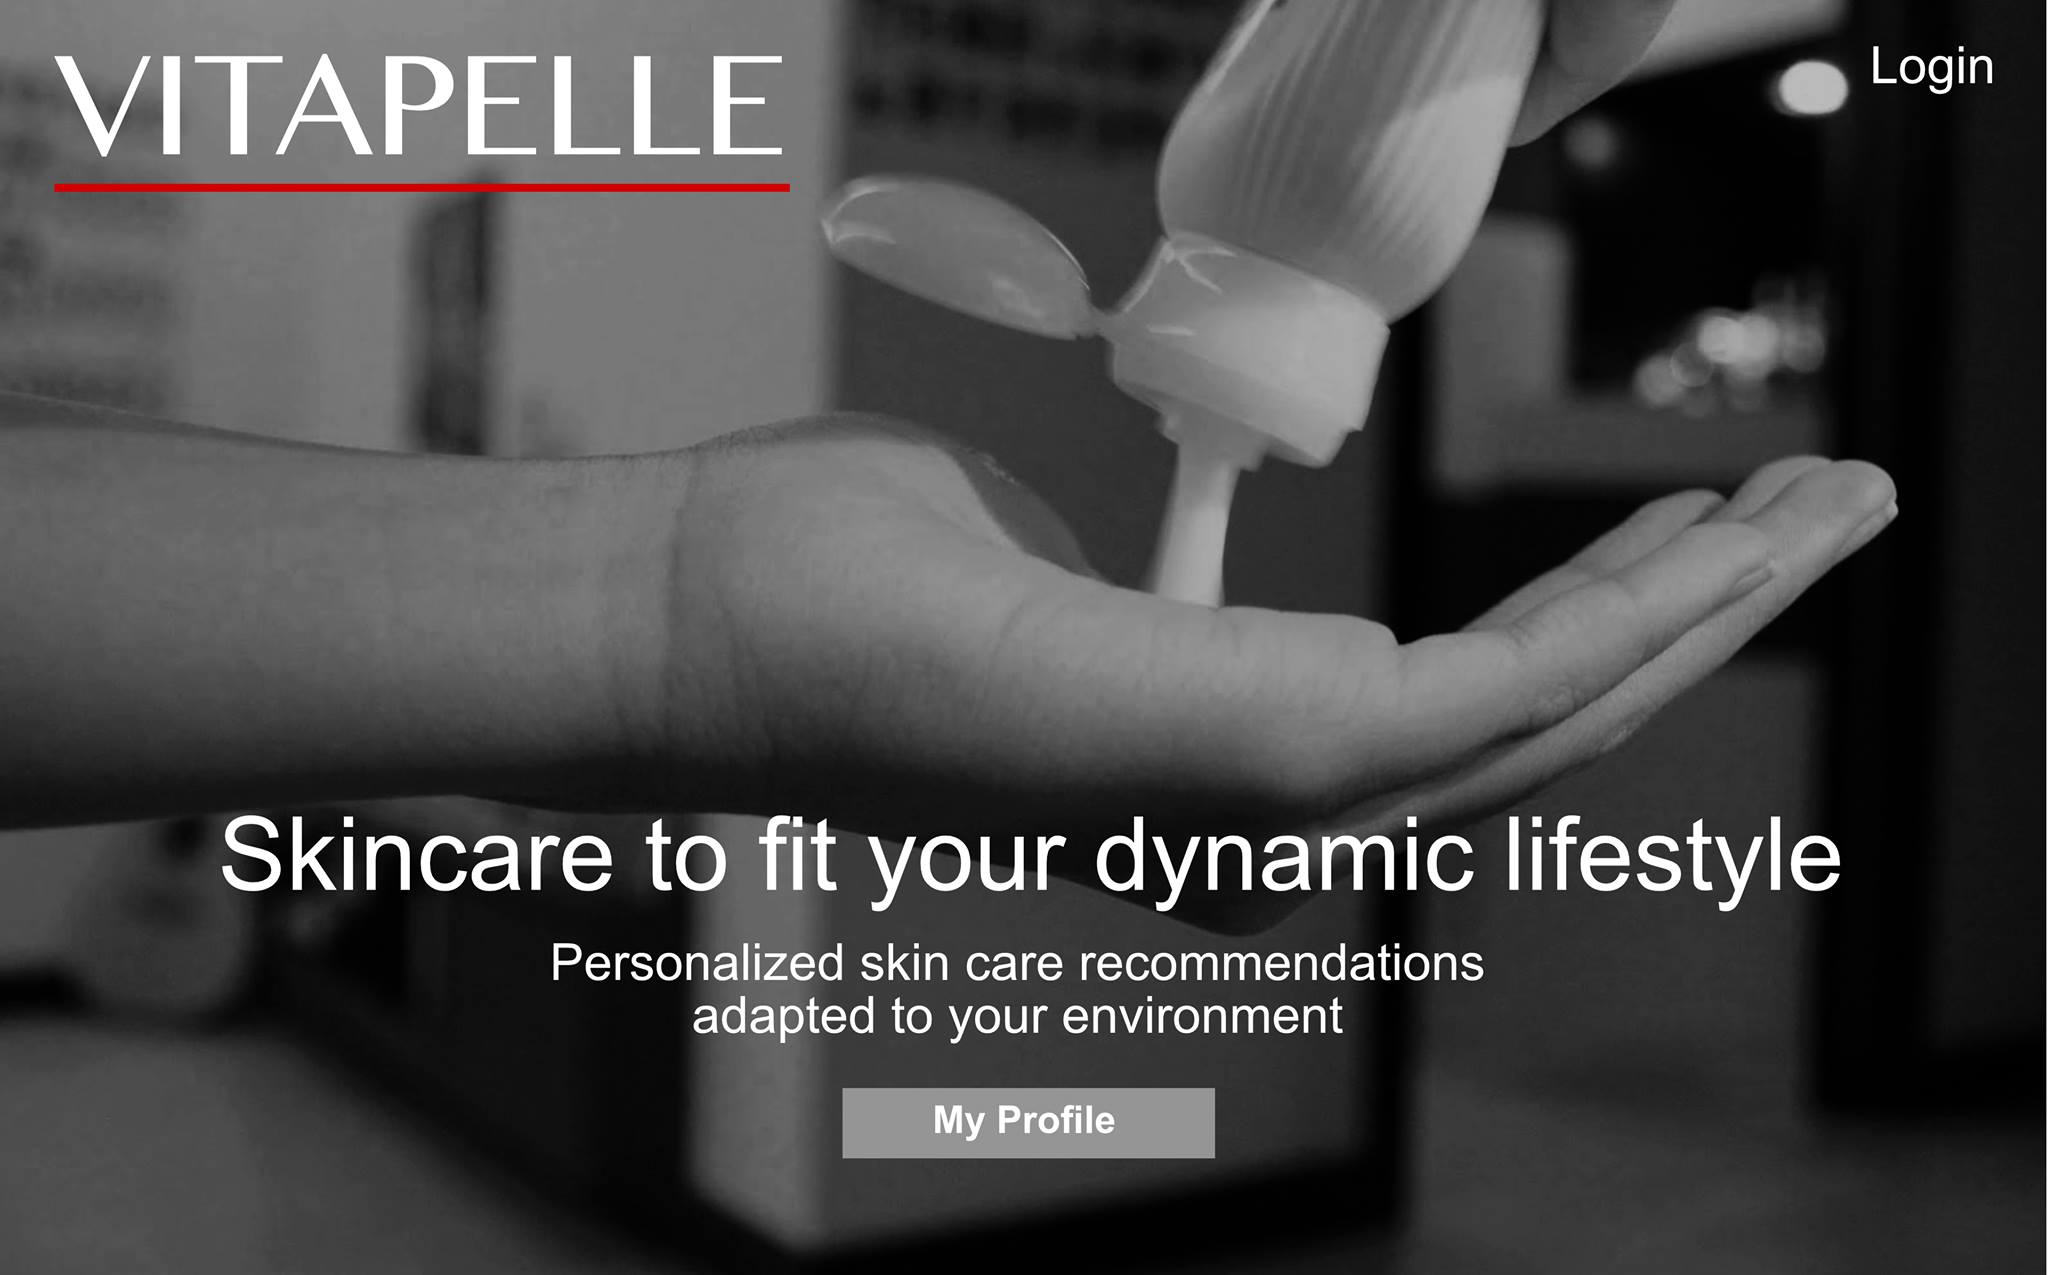 VITAPELLE
Login
Skincare to fit your dynamic lifestyle
Personalized skin care recommendations
adapted to your environment
My Profile